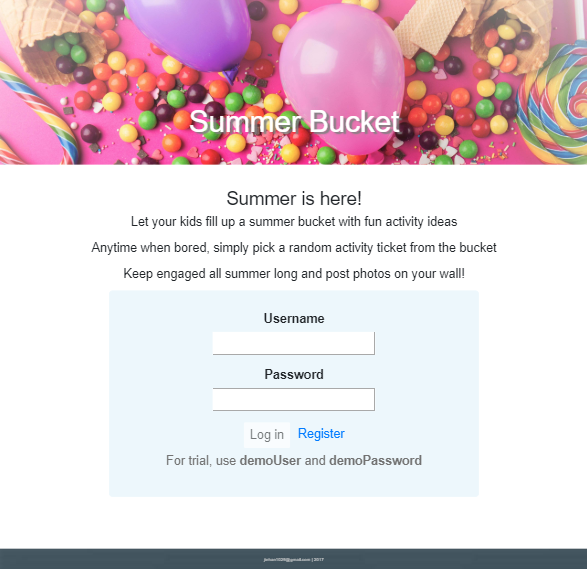 Summer Bucket
Summer is here!
Let your kids fill up a summer bucket with fun activity ideas
Anytime when bored, simply pick a random activity ticket from the bucket
Keep engaged all summer long and post photos on your wall!
Username
Password
Log in Register
For trial, use demoUser and demoPassword
| 2017